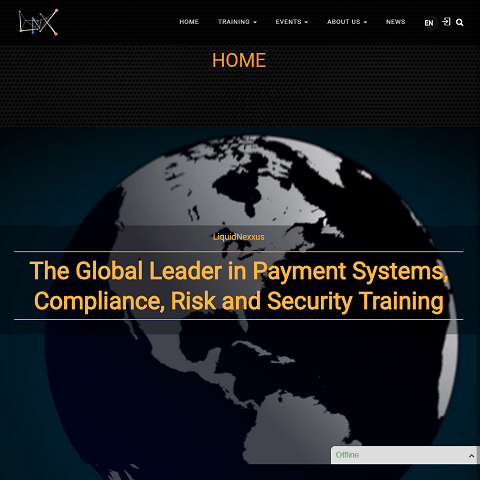 LNX
HOME
TRAINING
EVENTS
ABOUT US
NEWS
EN
HOME
LiquidNexxus
The Global Leader in Payment Systems,
Compliance, Risk and Security Training
Offline